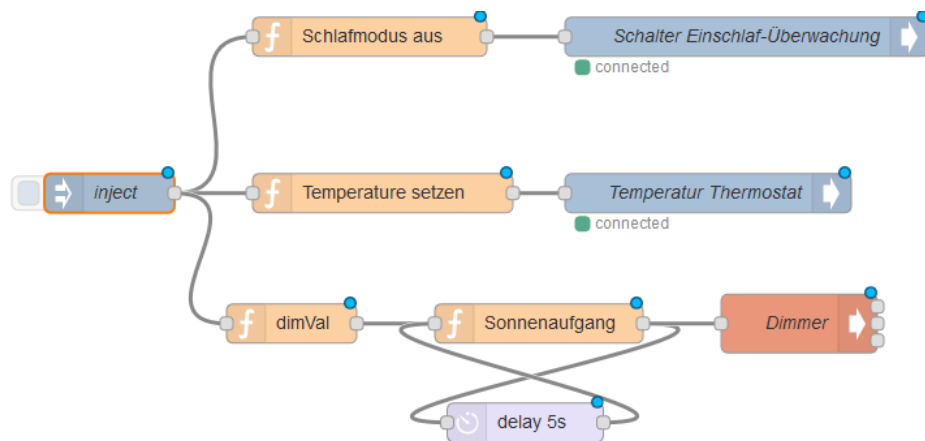 Schlafmodus aus
Schalter Einschlaf-Überwachung
connected
inject
Temperature setzen
Temperatur Thermostat
connected
dimVal
Sonnenaufgang
Dimmer
delay 5s